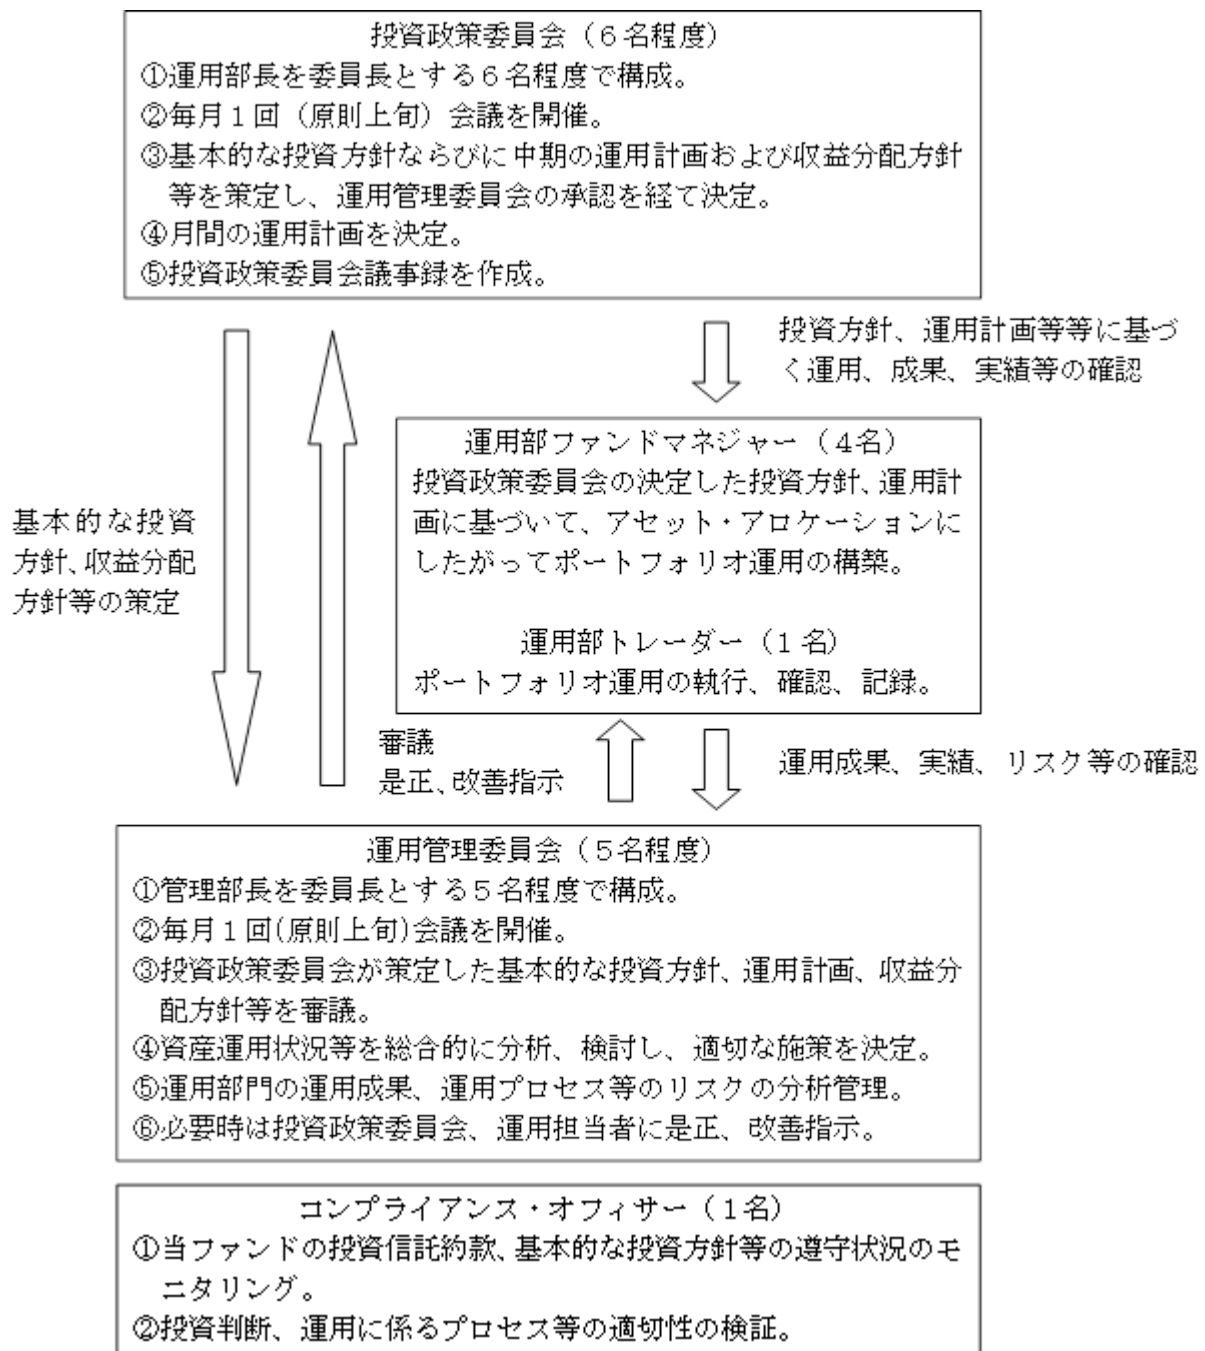 投資政策委員会（６名程度）
①運用部長を委員長とする６名程度で構成。
②毎月１回（原則上旬）会議を開催。
③基本的な投資方針ならびに中期の運用計画および収益分配方針
等を策定し、運用管理委員会の承認を経て決定。
④月間の運用計画を決定。
⑤投資政策委員会議事録を作成。
投資方針、運用計画等等に基づ
く運用、成果、実績等の確認
運用部ファンドマネジャー（４名）
投資政策委員会の決定した投資方針、運用計
画に基づいて、アセット・アロケーションに
したがってポートフォリオ運用の構築。
運用部トレーダー（１名）
ポートフォリオ運用の執行、確認、記録。
基本的な投資
方針、収益分配
方針等の策定
審議
是正、改善指示
運用成果、実績、リスク等の確認
運用管理委員会（５名程度）
①管理部長を委員長とする５名程度で構成。
②毎月１回(原則上旬)会議を開催。
③投資政策委員会が策定した基本的な投資方針、運用計画、収益分
配方針等を審議。
④資産運用状況等を総合的に分析、検討し、適切な施策を決定。
⑤運用部門の運用成果、運用プロセス等のリスクの分析管理。
⑥必要時は投資政策委員会、運用担当者に是正、改善指示。
コンプライアンス・オフィサー（１名）
①当ファンドの投資信託約款、基本的な投資方針等の遵守状況のモ
ニタリング。
②投資判断、運用に係るプロセス等の適切性の検証。